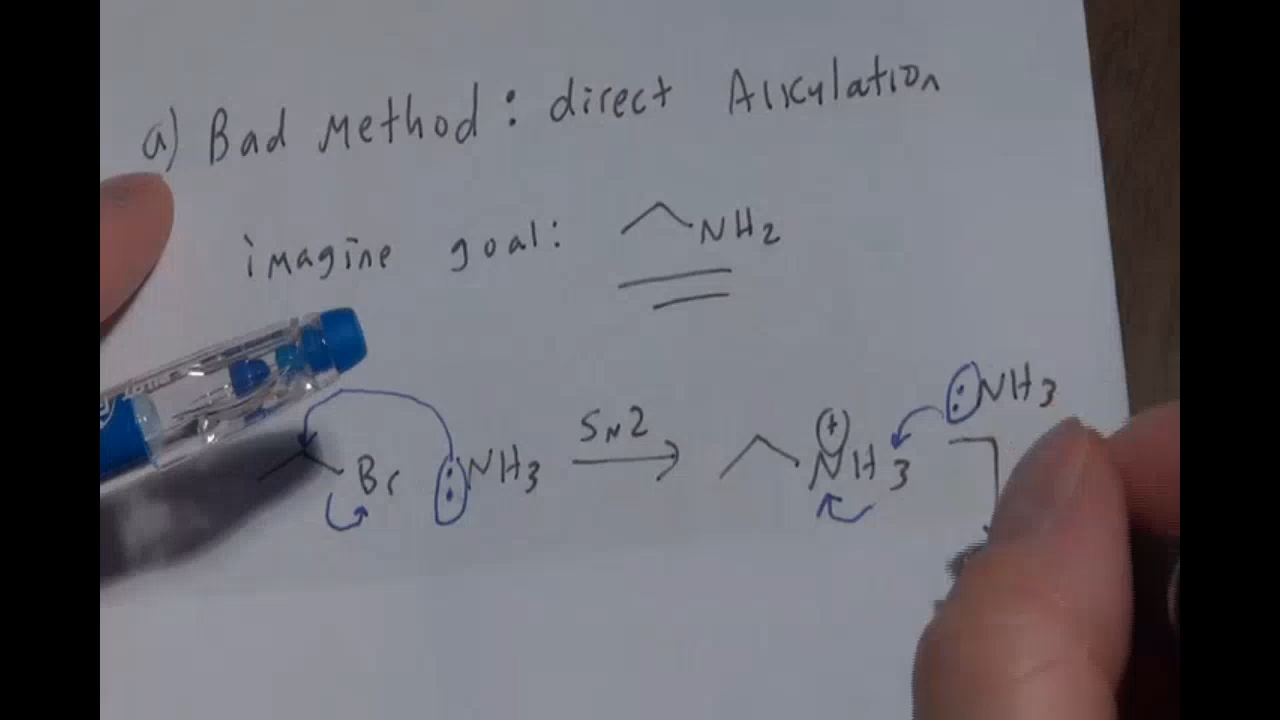 a) Bad Method: direct Alkylation
imagine goal: NH2
Br :NH3 SN2 (+) NH3 :NH3